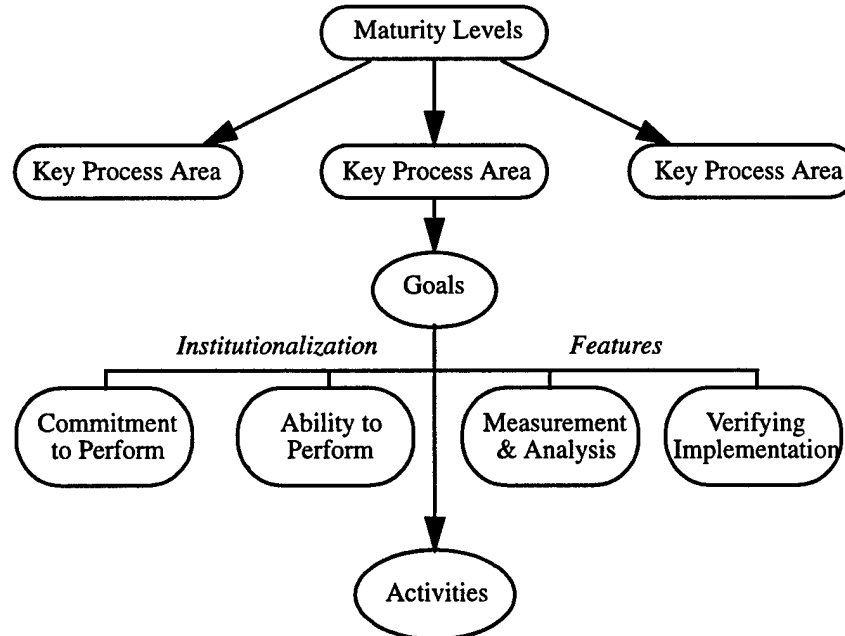 Maturity Levels
Key Process Area
Key Process Area
Key Process Area
Goals
Institutionalization
Features
Commitment
to Perform
Ability to
Perform
Measurement
& Analysis
Verifying
Implementation
Activities